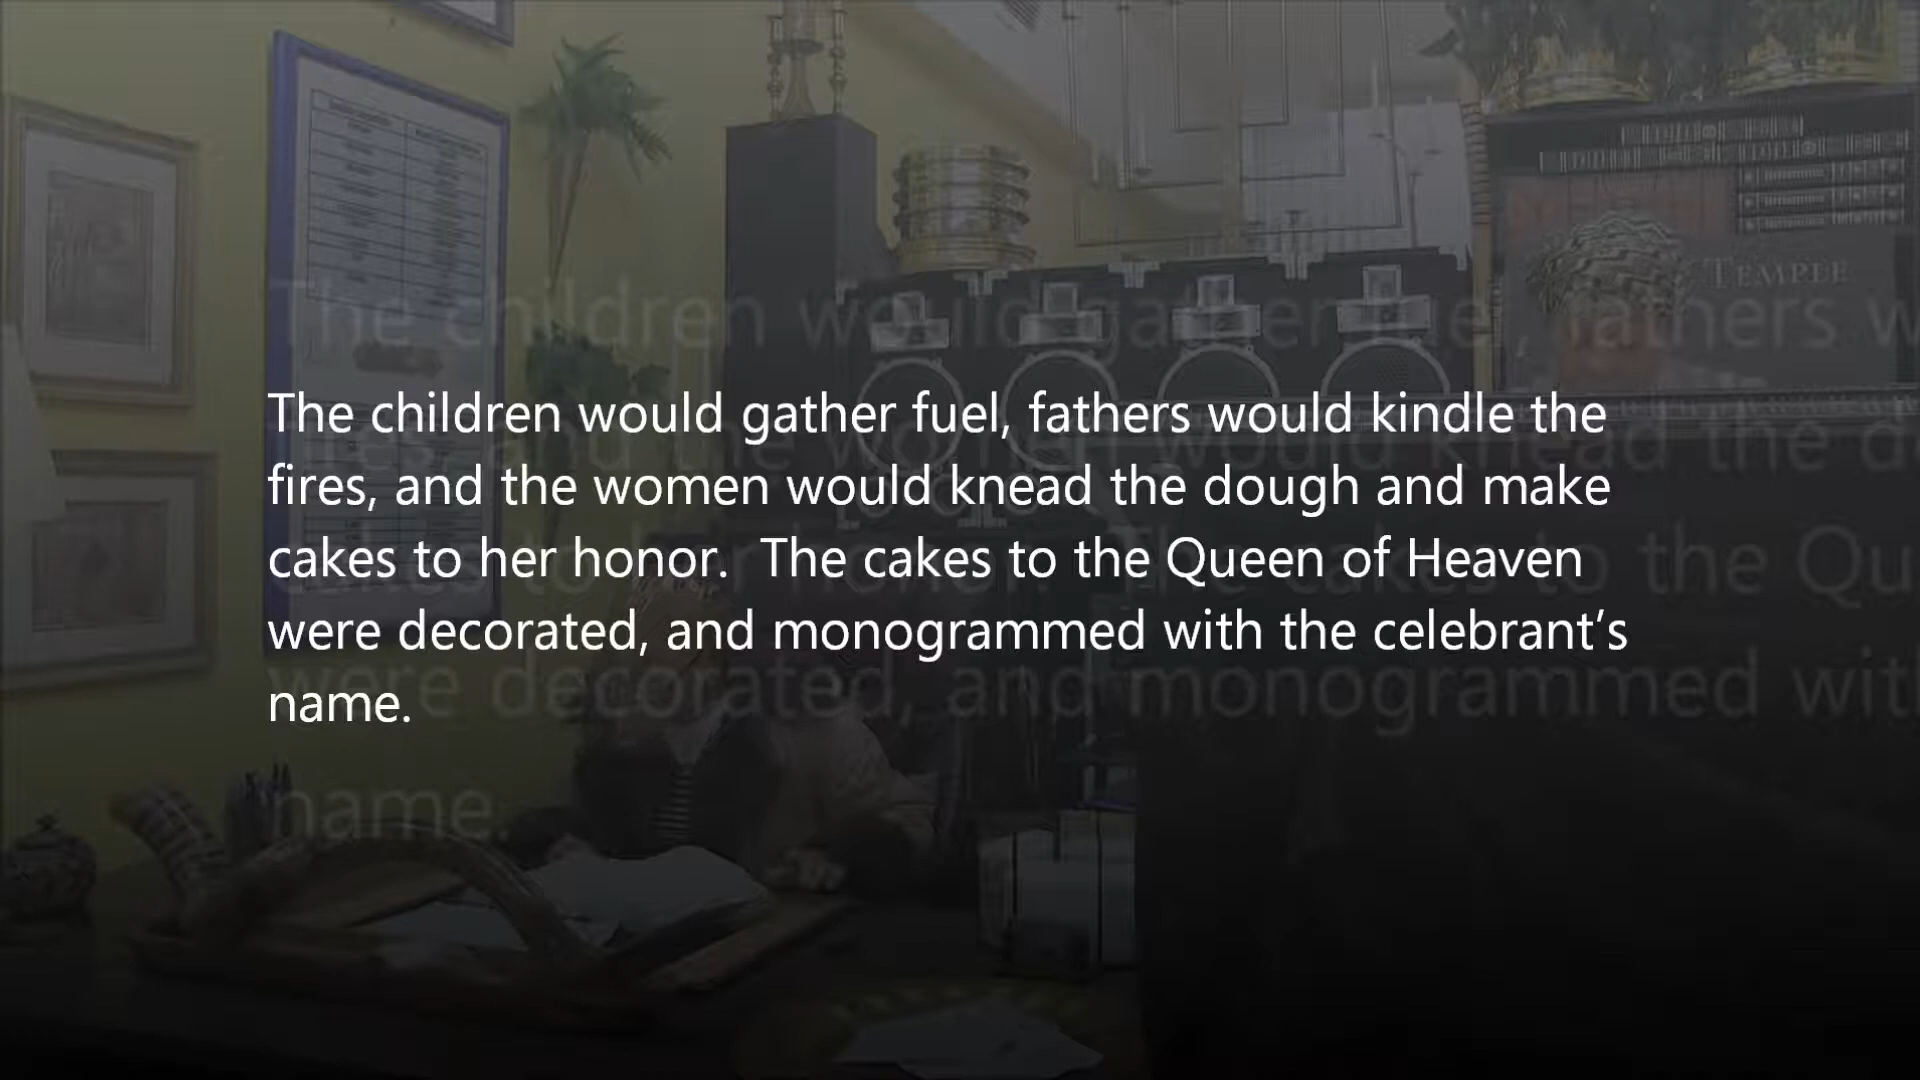 TEMPLE
The children would gather fuel, fathers would kindle the
fires, and the women would knead the dough and make
cakes to her honor.  The cakes to the Queen of Heaven
were decorated, and monogrammed with the celebrant’s
name.